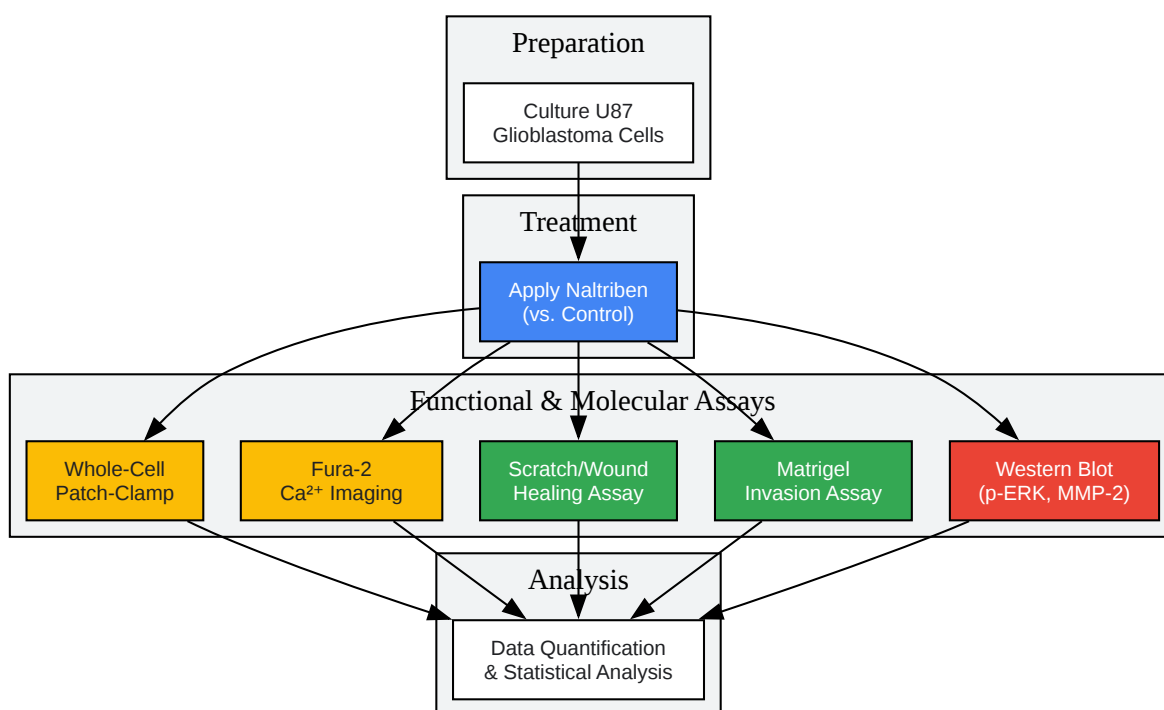 Preparation
Culture U87
Glioblastoma Cells
Treatment
Apply Naltriben
(vs. Control)
Functional & Molecular Assays
Whole-Cell
Patch-Clamp
Fura-2
Ca²⁺ Imaging
Scratch/Wound
Healing Assay
Matrigel
Invasion Assay
Western Blot
(p-ERK, MMP-2)
Analysis
Data Quantification
& Statistical Analysis